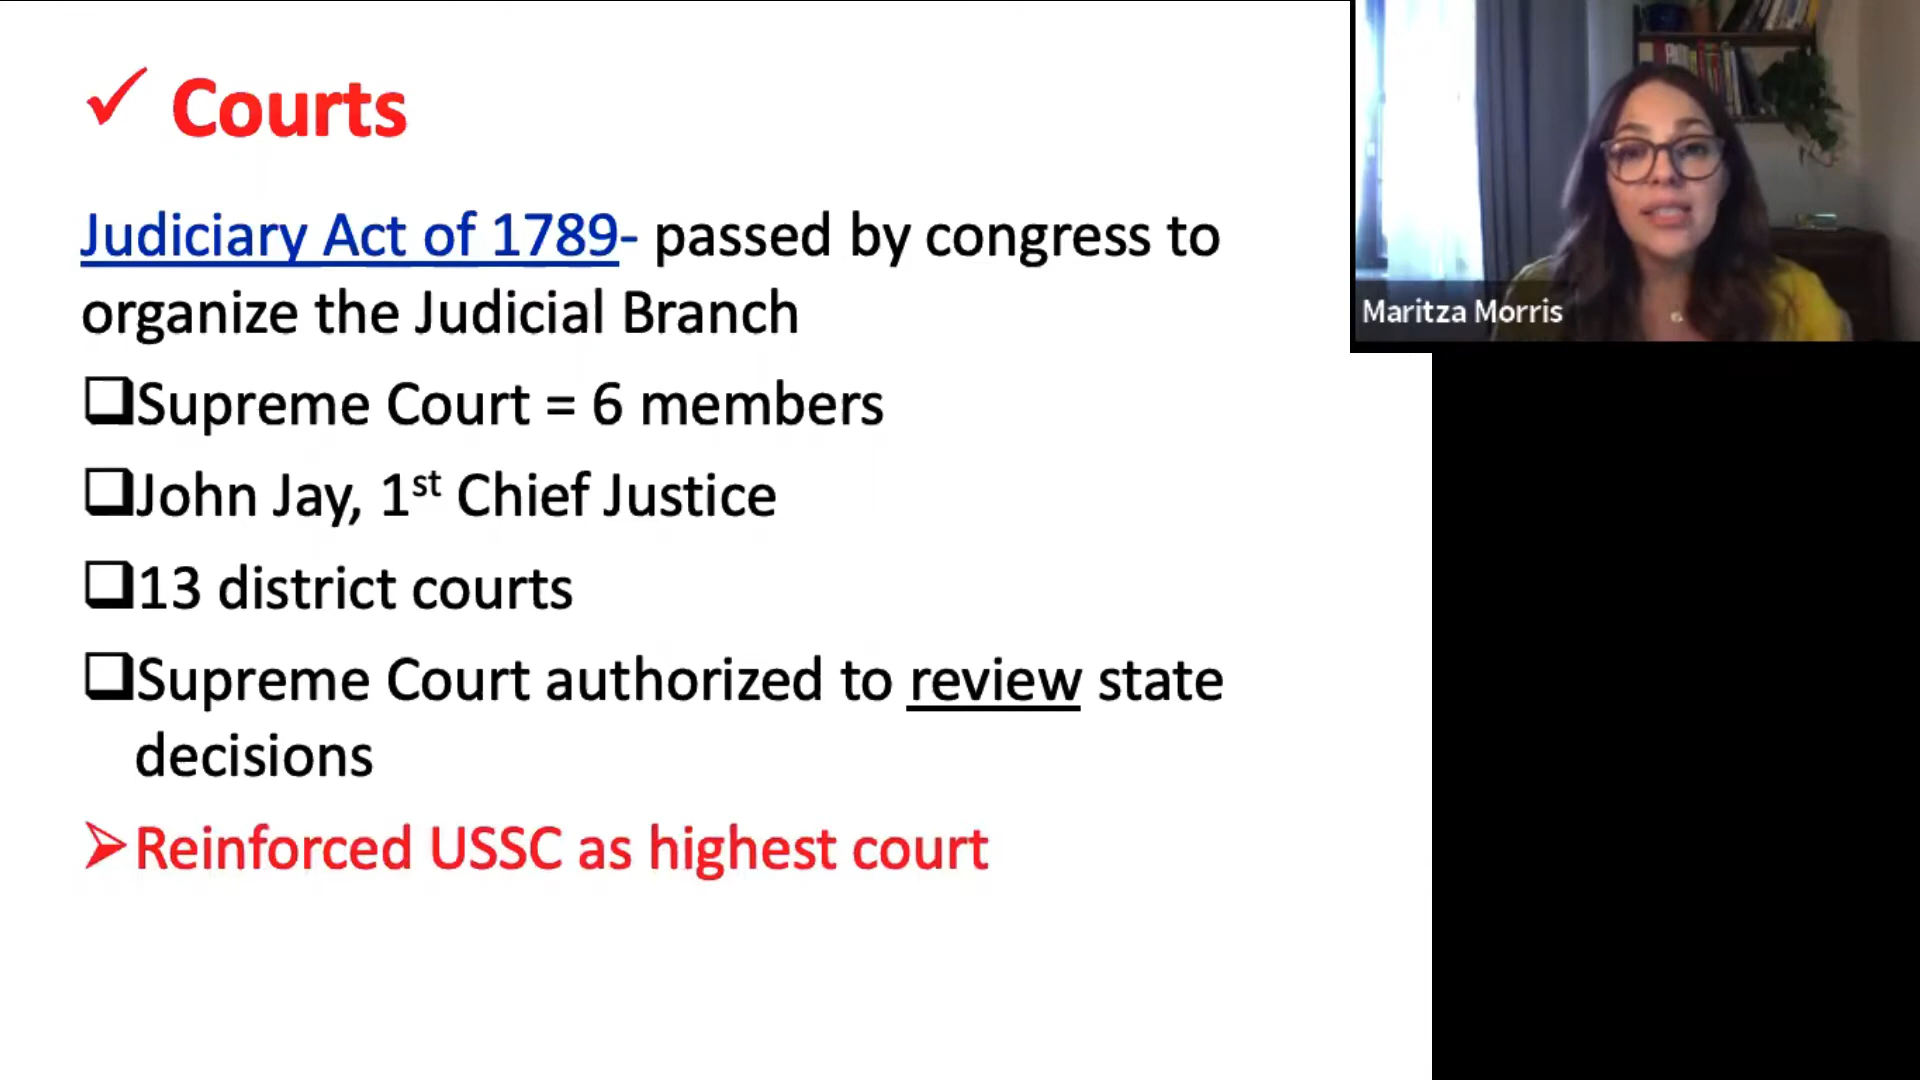 Courts
Judiciary Act of 1789- passed by congress to
organize the Judicial Branch
Supreme Court = 6 members
John Jay, 1st Chief Justice
13 district courts
Supreme Court authorized to review state
decisions
Reinforced USSC as highest court
Maritza Morris